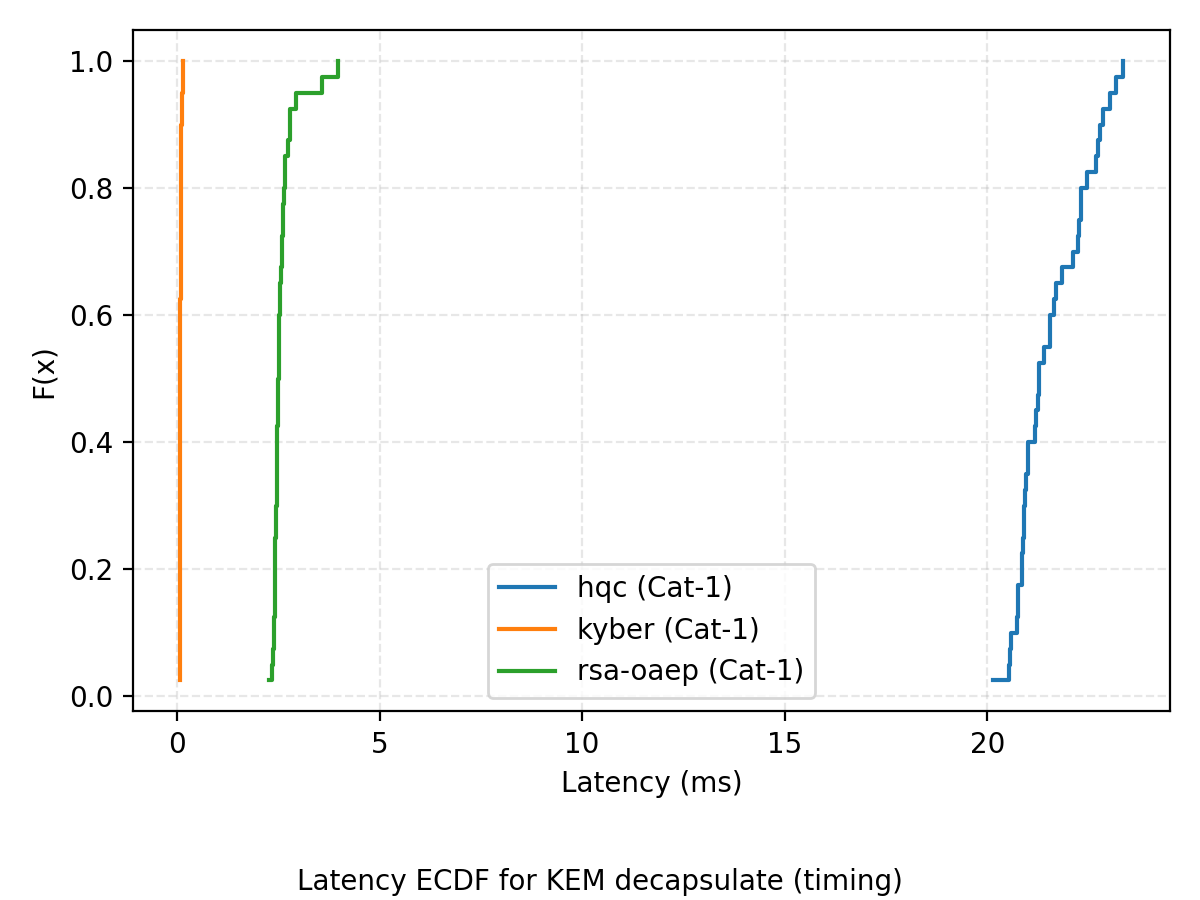 1.0
0.8
0.6
0.4
0.2
0.0
F(x)
hqc (Cat-1)
kyber (Cat-1)
rsa-oaep (Cat-1)
0 5 10 15 20
Latency (ms)
Latency ECDF for KEM decapsulate (timing)